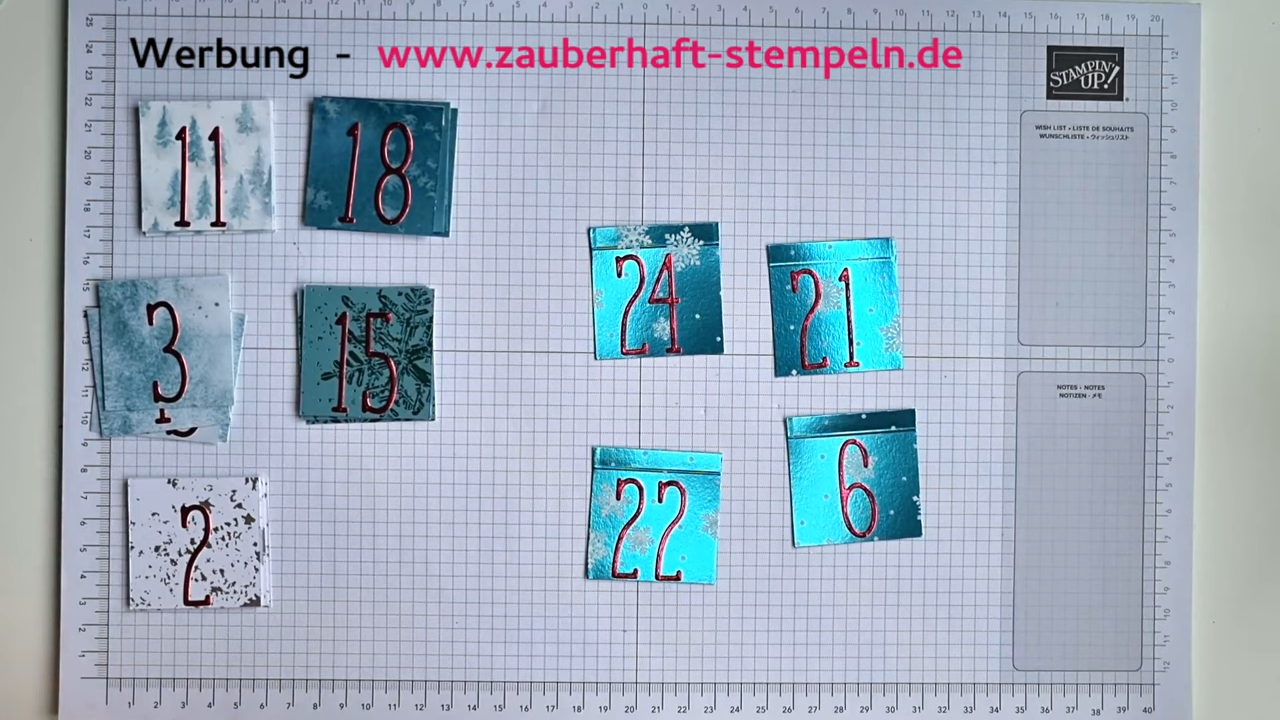 Werbung - www.zauberhaft-stempeln.de
STAMPIN' UP!®
WISH LIST • LISTE DE SOUHAITS
WUNSCHLISTE • ウィッシュリスト
11
18
24
21
3
15
NOTES • NOTES
NOTIZEN • メモ
22
6
2